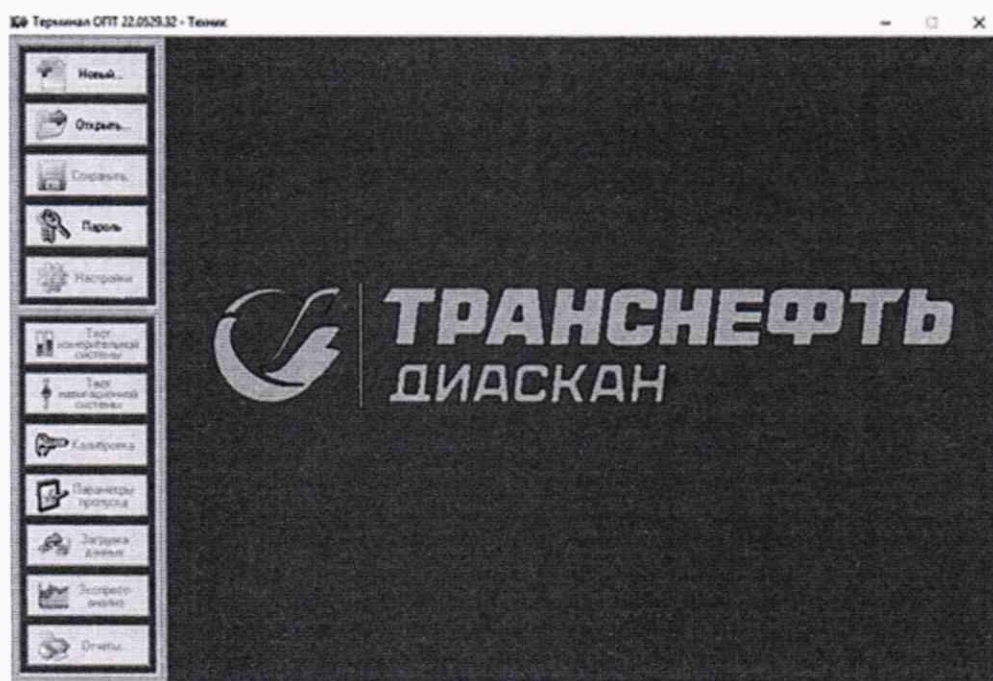 Терминал ОПТ 22.0529.32 - Техник
Новый...
Открыть...
Сохранить...
Пароль
Настройки
Тест
измерительной
системы
Тест
навигационной
системы
Калибровка
Параметры
пропуска
Загрузка
данных
Экспресс-
анализ
Отчеты...
ТРАНСНЕФТЬ
ДИАСКАН